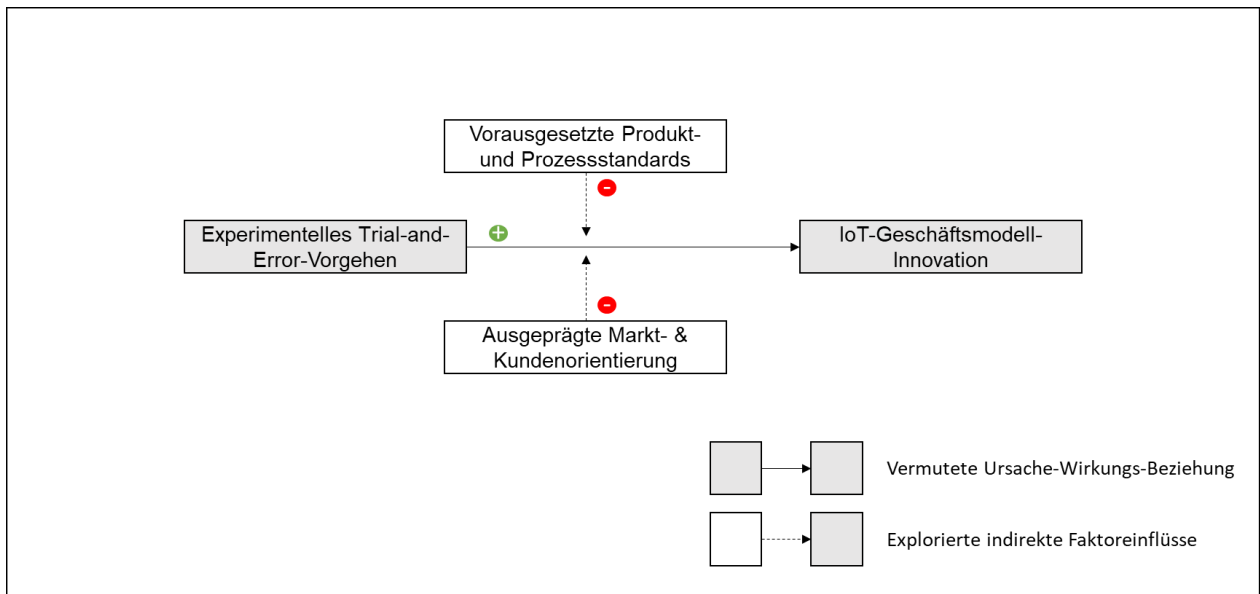 Vorausgesetzte Produkt-
und Prozessstandards
-
Experimentelles Trial-and-
Error-Vorgehen
+
IoT-Geschäftsmodell-
Innovation
-
Ausgeprägte Markt- &
Kundenorientierung
Vermutete Ursache-Wirkungs-Beziehung
Explorierte indirekte Faktoreinflüsse